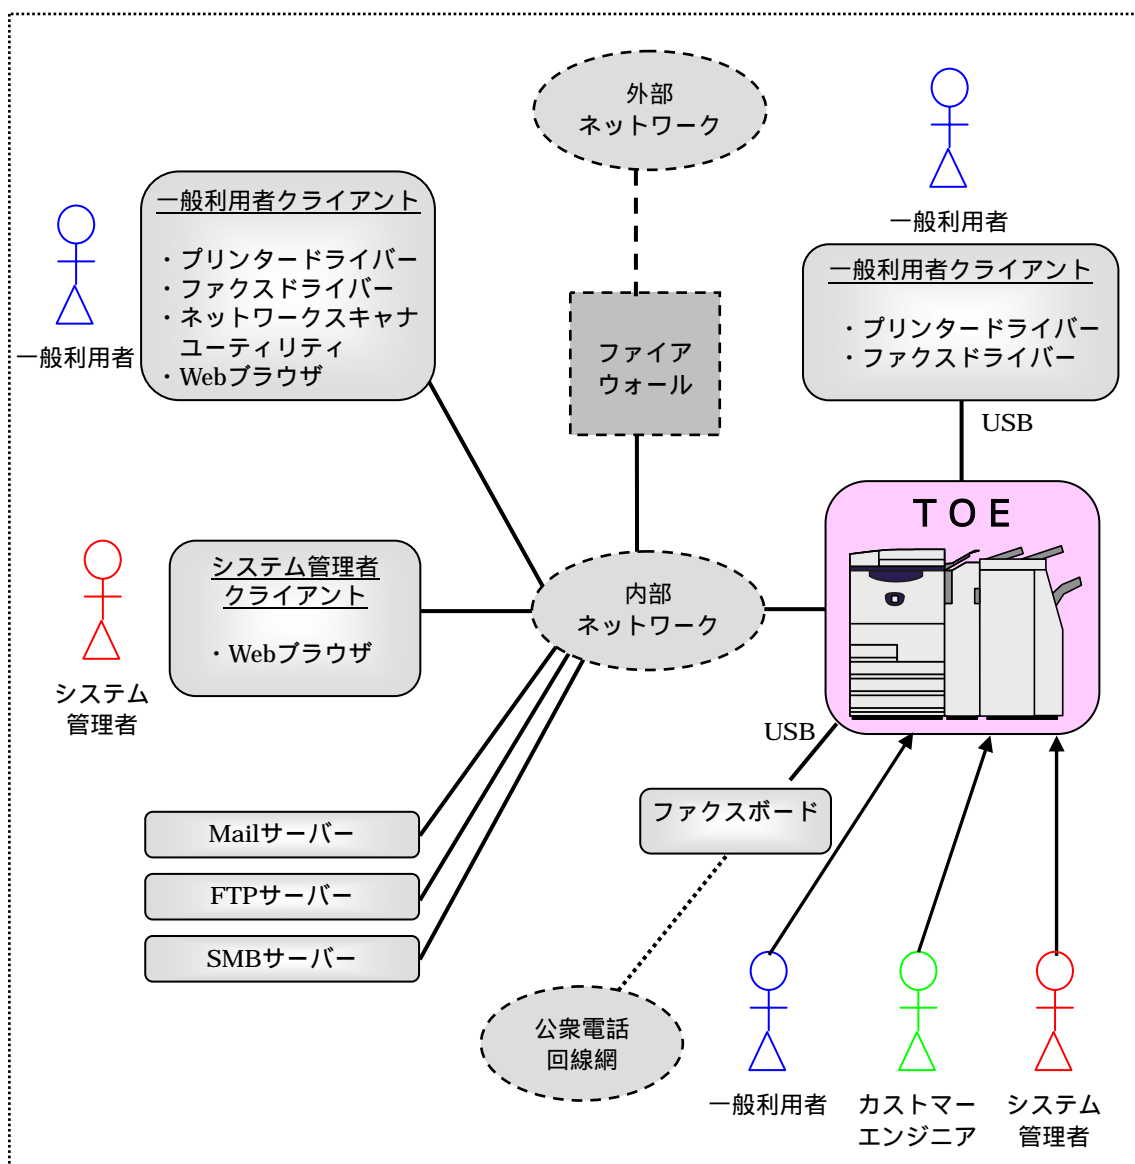 外部
ネットワーク
一般利用者
一般利用者クライアント
・プリンタードライバー
・ファクスドライバー
・ネットワークスキャナ
ユーティリティ
・Webブラウザ
一般利用者
一般利用者クライアント
・プリンタードライバー
・ファクスドライバー
ファイア
ウォール
USB
TOE
システム管理者
クライアント
・Webブラウザ
内部
ネットワーク
システム
管理者
USB
ファクスボード
Mailサーバー
FTPサーバー
SMBサーバー
公衆電話
回線網
一般利用者
カストマー
エンジニア
システム
管理者